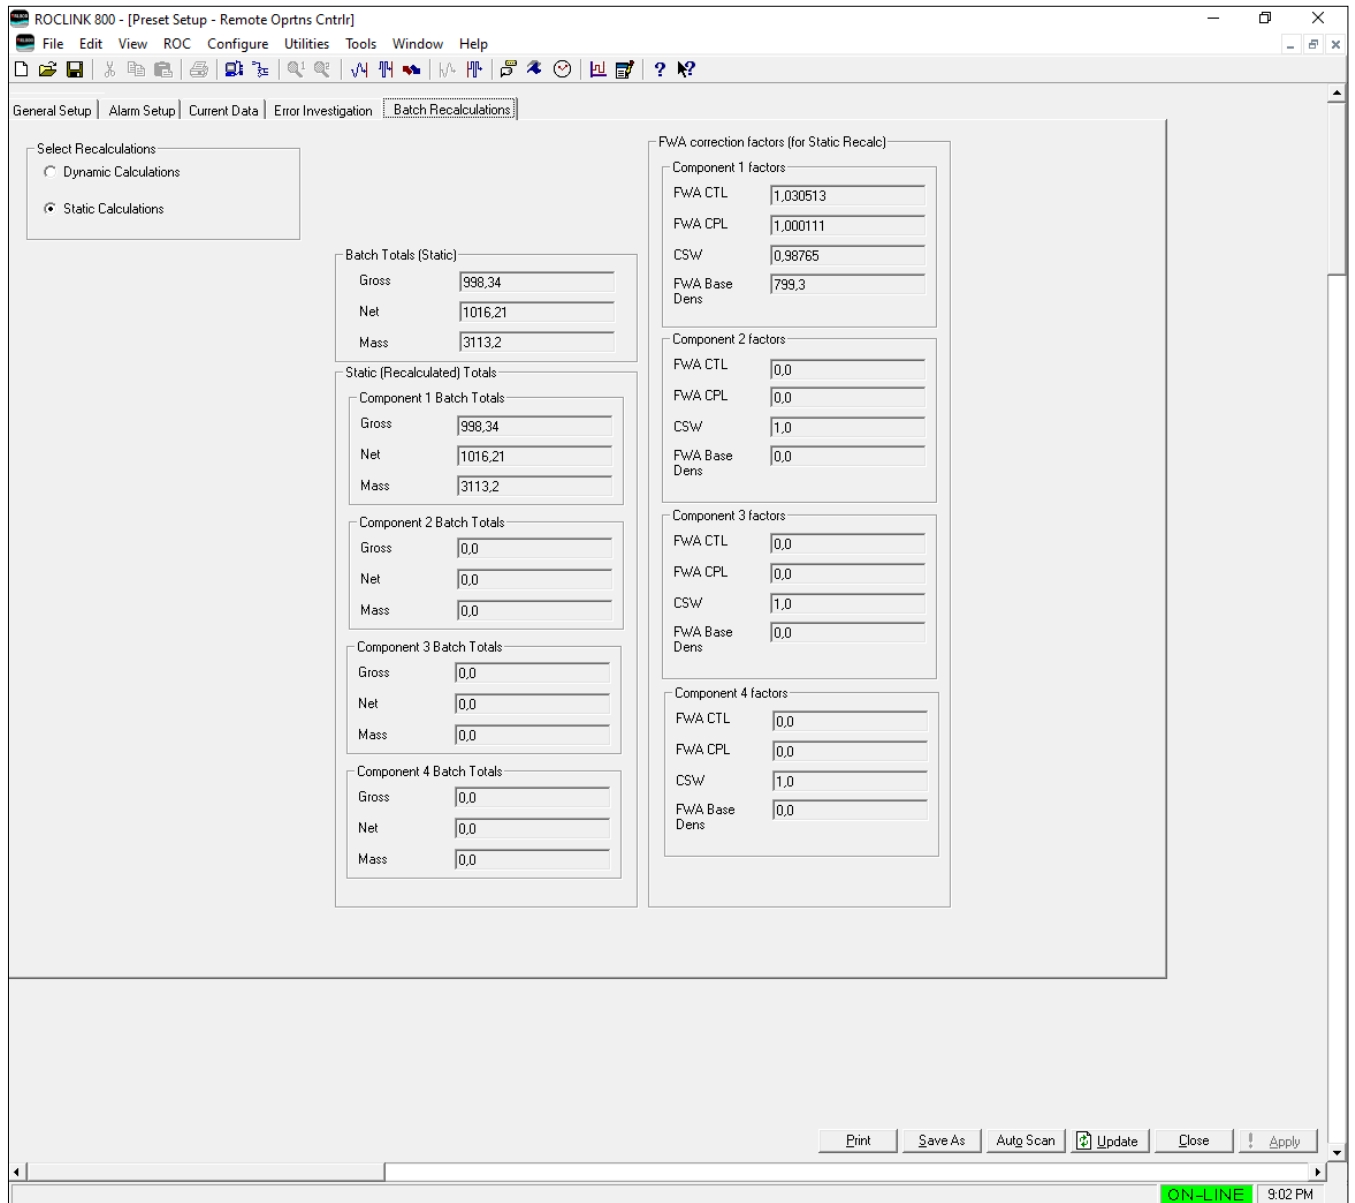 ROCLINK 800 - [Preset Setup - Remote Oprtns Cntrlr]
File Edit View ROC Configure Utilities Tools Window Help
General Setup Alarm Setup Current Data Error Investigation Batch Recalculations
Select Recalculations
Dynamic Calculations
Static Calculations
Batch Totals (Static)
Gross 998,34
Net 1016,21
Mass 3113,2
Static (Recalculated) Totals
Component 1 Batch Totals
Gross 998,34
Net 1016,21
Mass 3113,2
Component 2 Batch Totals
Gross 0,0
Net 0,0
Mass 0,0
Component 3 Batch Totals
Gross 0,0
Net 0,0
Mass 0,0
Component 4 Batch Totals
Gross 0,0
Net 0,0
Mass 0,0
FWA correction factors (for Static Recalc)
Component 1 factors
FWA CTL 1,030513
FWA CPL 1,000111
CSW 0,98765
FWA Base 799,3
Dens
Component 2 factors
FWA CTL 0,0
FWA CPL 0,0
CSW 1,0
FWA Base 0,0
Dens
Component 3 factors
FWA CTL 0,0
FWA CPL 0,0
CSW 1,0
FWA Base 0,0
Dens
Component 4 factors
FWA CTL 0,0
FWA CPL 0,0
CSW 1,0
FWA Base 0,0
Dens
Print Save As Auto Scan Update Close ! Apply
ON-LINE 9:02 PM